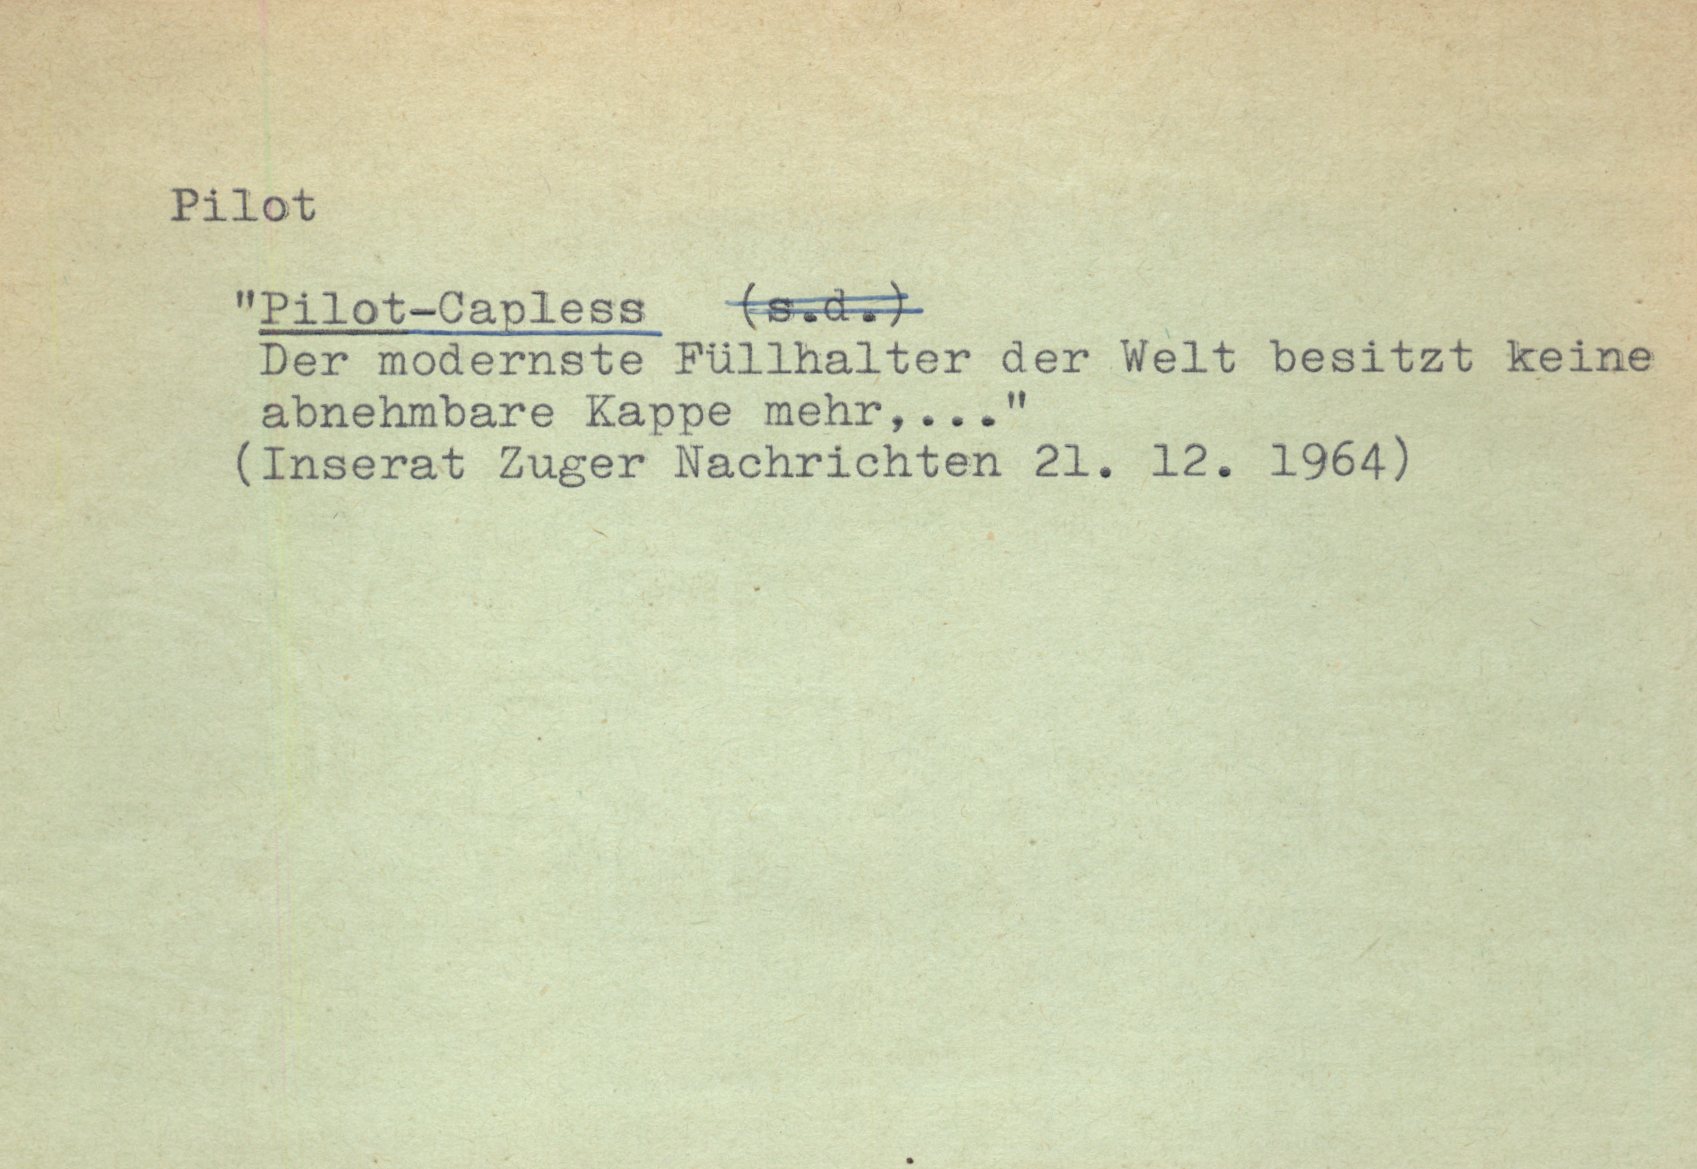 Pilot
"Pilot-Capless (s.d.)
Der modernste Füllhalter der Welt besitzt keine
abnehmbare Kappe mehr,..."
(Inserat Zuger Nachrichten 21. 12. 1964)